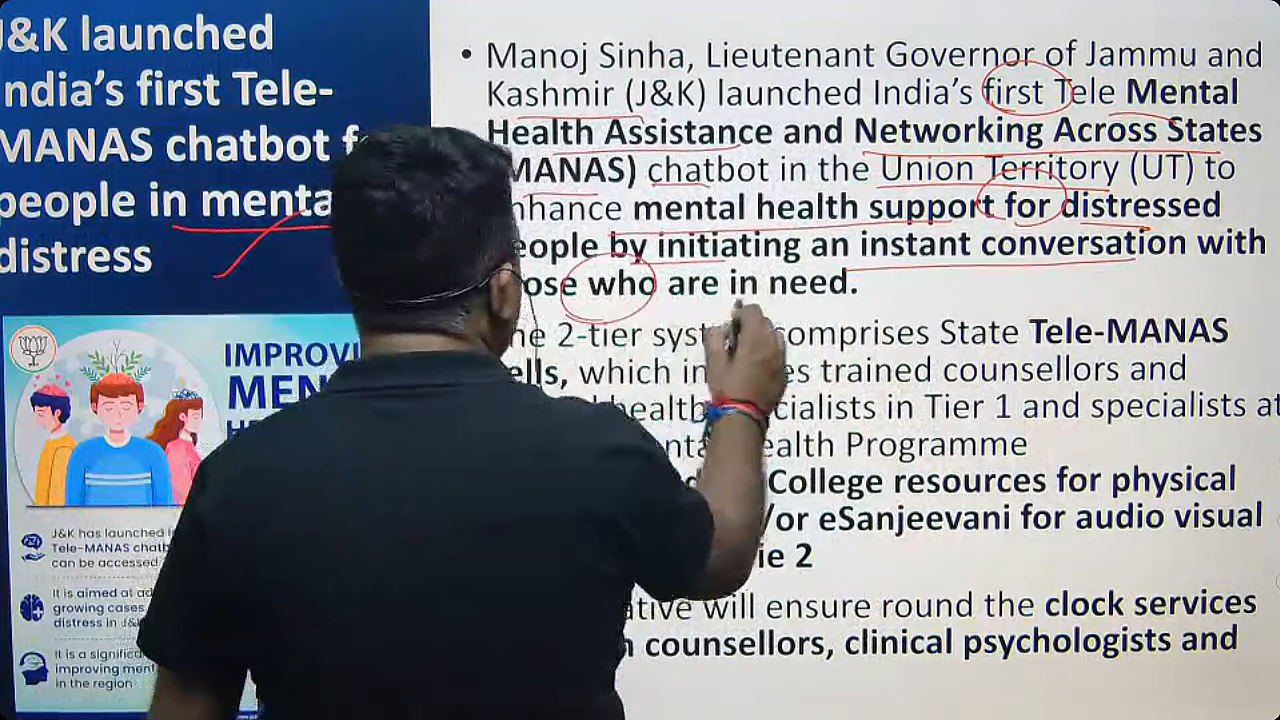 J&K launched
India's first Tele-
MANAS chatbot f
people in menta
distress
• Manoj Sinha, Lieutenant Governor of Jammu and
Kashmir (J&K) launched India's first Tele Mental
Health Assistance and Networking Across States
MANAS) chatbot in the Union Territory (UT) to
nhance mental health support for distressed
eople by initiating an instant conversation with
ose who are in need.
he 2-tier syst comprises State Tele-MANAS
ells, which in es trained counsellors and
health cialists in Tier 1 and specialists at
nta ealth Programme
College resources for physical
/or eSanjeevani for audio visual
ie 2
ative will ensure round the clock services
counsellors, clinical psychologists and
IMPROVI
MEN
J&K has launched
Tele-MANAS chatb
can be accessed
It is aimed at ad
growing cases
distress in J&K
It is a signific
improving ment
in the region